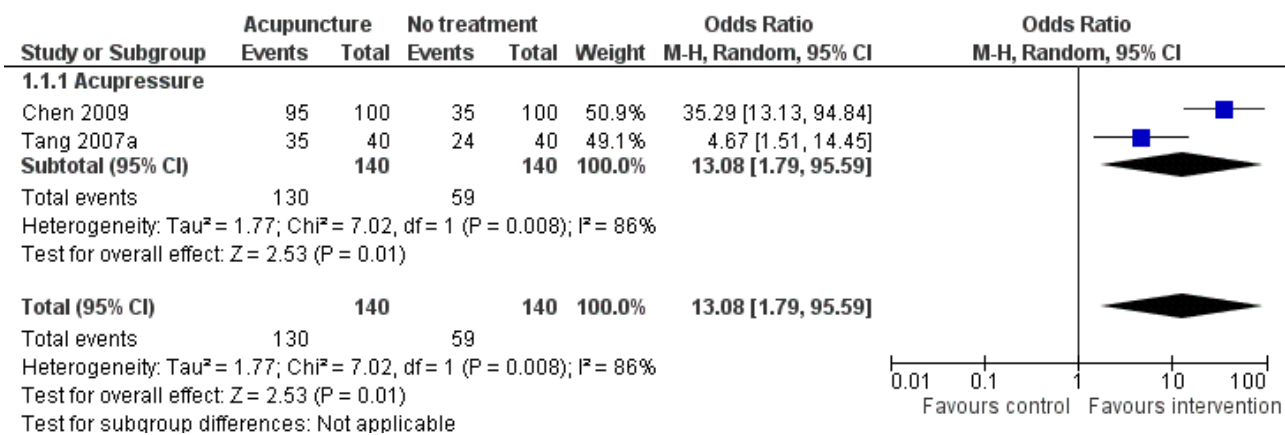 Acupuncture No treatment Odds Ratio Odds Ratio
Study or Subgroup Events Total Events Total Weight M-H, Random, 95% CI M-H, Random, 95% CI
1.1.1 Acupressure
Chen 2009 95 100 35 100 50.9% 35.29 [13.13, 94.84]
Tang 2007a 35 40 24 40 49.1% 4.67 [1.51, 14.45]
Subtotal (95% CI) 140 140 100.0% 13.08 [1.79, 95.59]
Total events 130 59
Heterogeneity: Tau² = 1.77; Chi² = 7.02, df = 1 (P = 0.008); I² = 86%
Test for overall effect: Z = 2.53 (P = 0.01)
Total (95% CI) 140 140 100.0% 13.08 [1.79, 95.59]
Total events 130 59
Heterogeneity: Tau² = 1.77; Chi² = 7.02, df = 1 (P = 0.008); I² = 86%
Test for overall effect: Z = 2.53 (P = 0.01)
Test for subgroup differences: Not applicable
0.01 0.1 1 10 100
Favours control Favours intervention